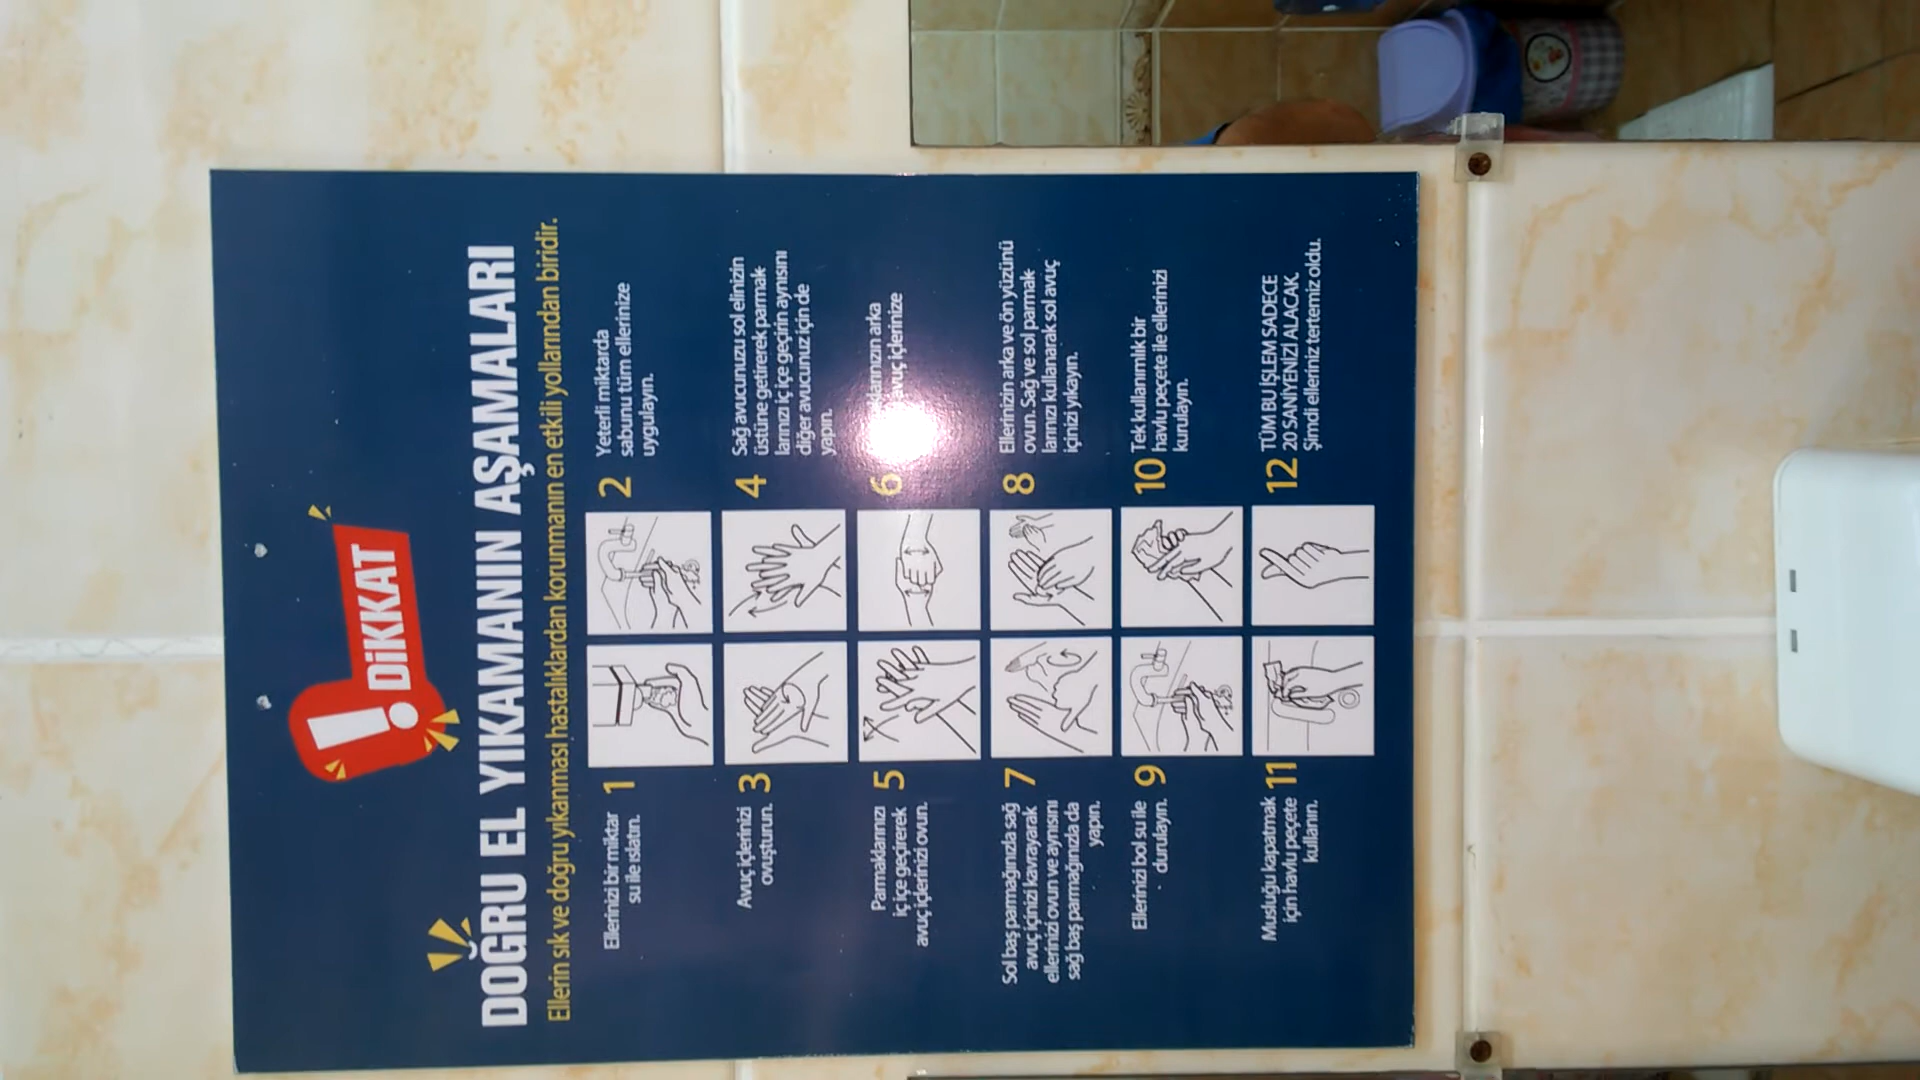 DİKKAT
DOĞRU EL YIKAMANIN AŞAMALARI
Ellerin sık ve doğru yıkanması hastalıklardan korunmanın en etkili yollarından biridir.
1
Ellerinizi bir miktar
su ile ıslatın.
2
Yeterli miktarda
sabunu tüm ellerinize
uygulayın.
3
Avuç içlerinizi
ovuşturun.
4
Sağ avucunuzu sol elinizin
üstüne getirerek parmak
larınızı iç içe geçirin aynısını
diğer avucunuz için de
yapın.
5
Parmaklarınızı
iç içe geçirerek
avuç içlerinizi ovun.
6
arka
avuç içlerinize
7
Sol baş parmağınızla sağ
avuç içinizi kavrayarak
ellerinizi ovun ve aynısını
sağ baş parmağınızla da
yapın.
8
Ellerinizin arka ve ön yüzünü
ovun. Sağ ve sol parmak
larınızı kullanarak sol avuç
içinizi yıkayın.
9
Ellerinizi bol su ile
durulayın.
10
Tek kullanımlık bir
havlu peçete ile ellerinizi
kurulayın.
11
Musluğu kapatmak
için havlu peçete
kullanın.
12
TÜM BU İŞLEM SADECE
20 SANİYENİZİ ALACAK.
Şimdi elleriniz tertemiz oldu.